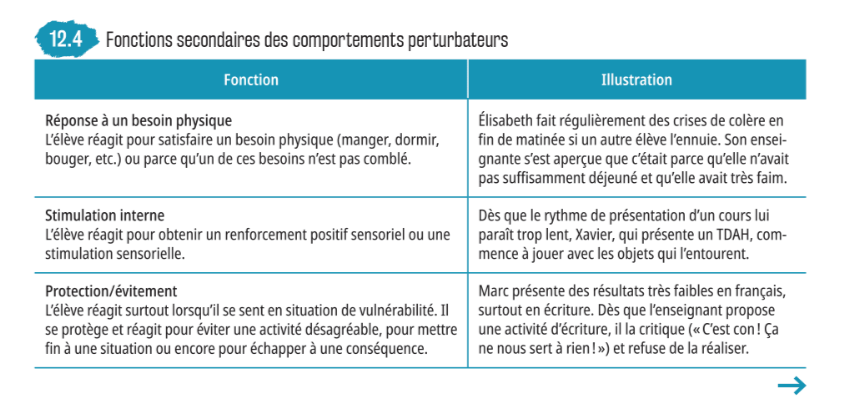 12.4 Fonctions secondaires des comportements perturbateurs
Fonction
Illustration
Réponse à un besoin physique
L'élève réagit pour satisfaire un besoin physique (manger, dormir,
bouger, etc.) ou parce qu'un de ces besoins n'est pas comblé.
Élisabeth fait régulièrement des crises de colère en
fin de matinée si un autre élève l'ennuie. Son ensei-
gnante s'est aperçue que c'était parce qu'elle n'avait
pas suffisamment déjeuné et qu'elle avait très faim.
Stimulation interne
L'élève réagit pour obtenir un renforcement positif sensoriel ou une
stimulation sensorielle.
Dès que le rythme de présentation d'un cours lui
paraît trop lent, Xavier, qui présente un TDAH, com-
mence à jouer avec les objets qui l'entourent.
Protection/évitement
L'élève réagit surtout lorsqu'il se sent en situation de vulnérabilité. Il
se protège et réagit pour éviter une activité désagréable, pour mettre
fin à une situation ou encore pour échapper à une conséquence.
Marc présente des résultats très faibles en français,
surtout en écriture. Dès que l'enseignant propose
une activité d'écriture, il la critique (« C'est con ! Ça
ne nous sert à rien ! ») et refuse de la réaliser.